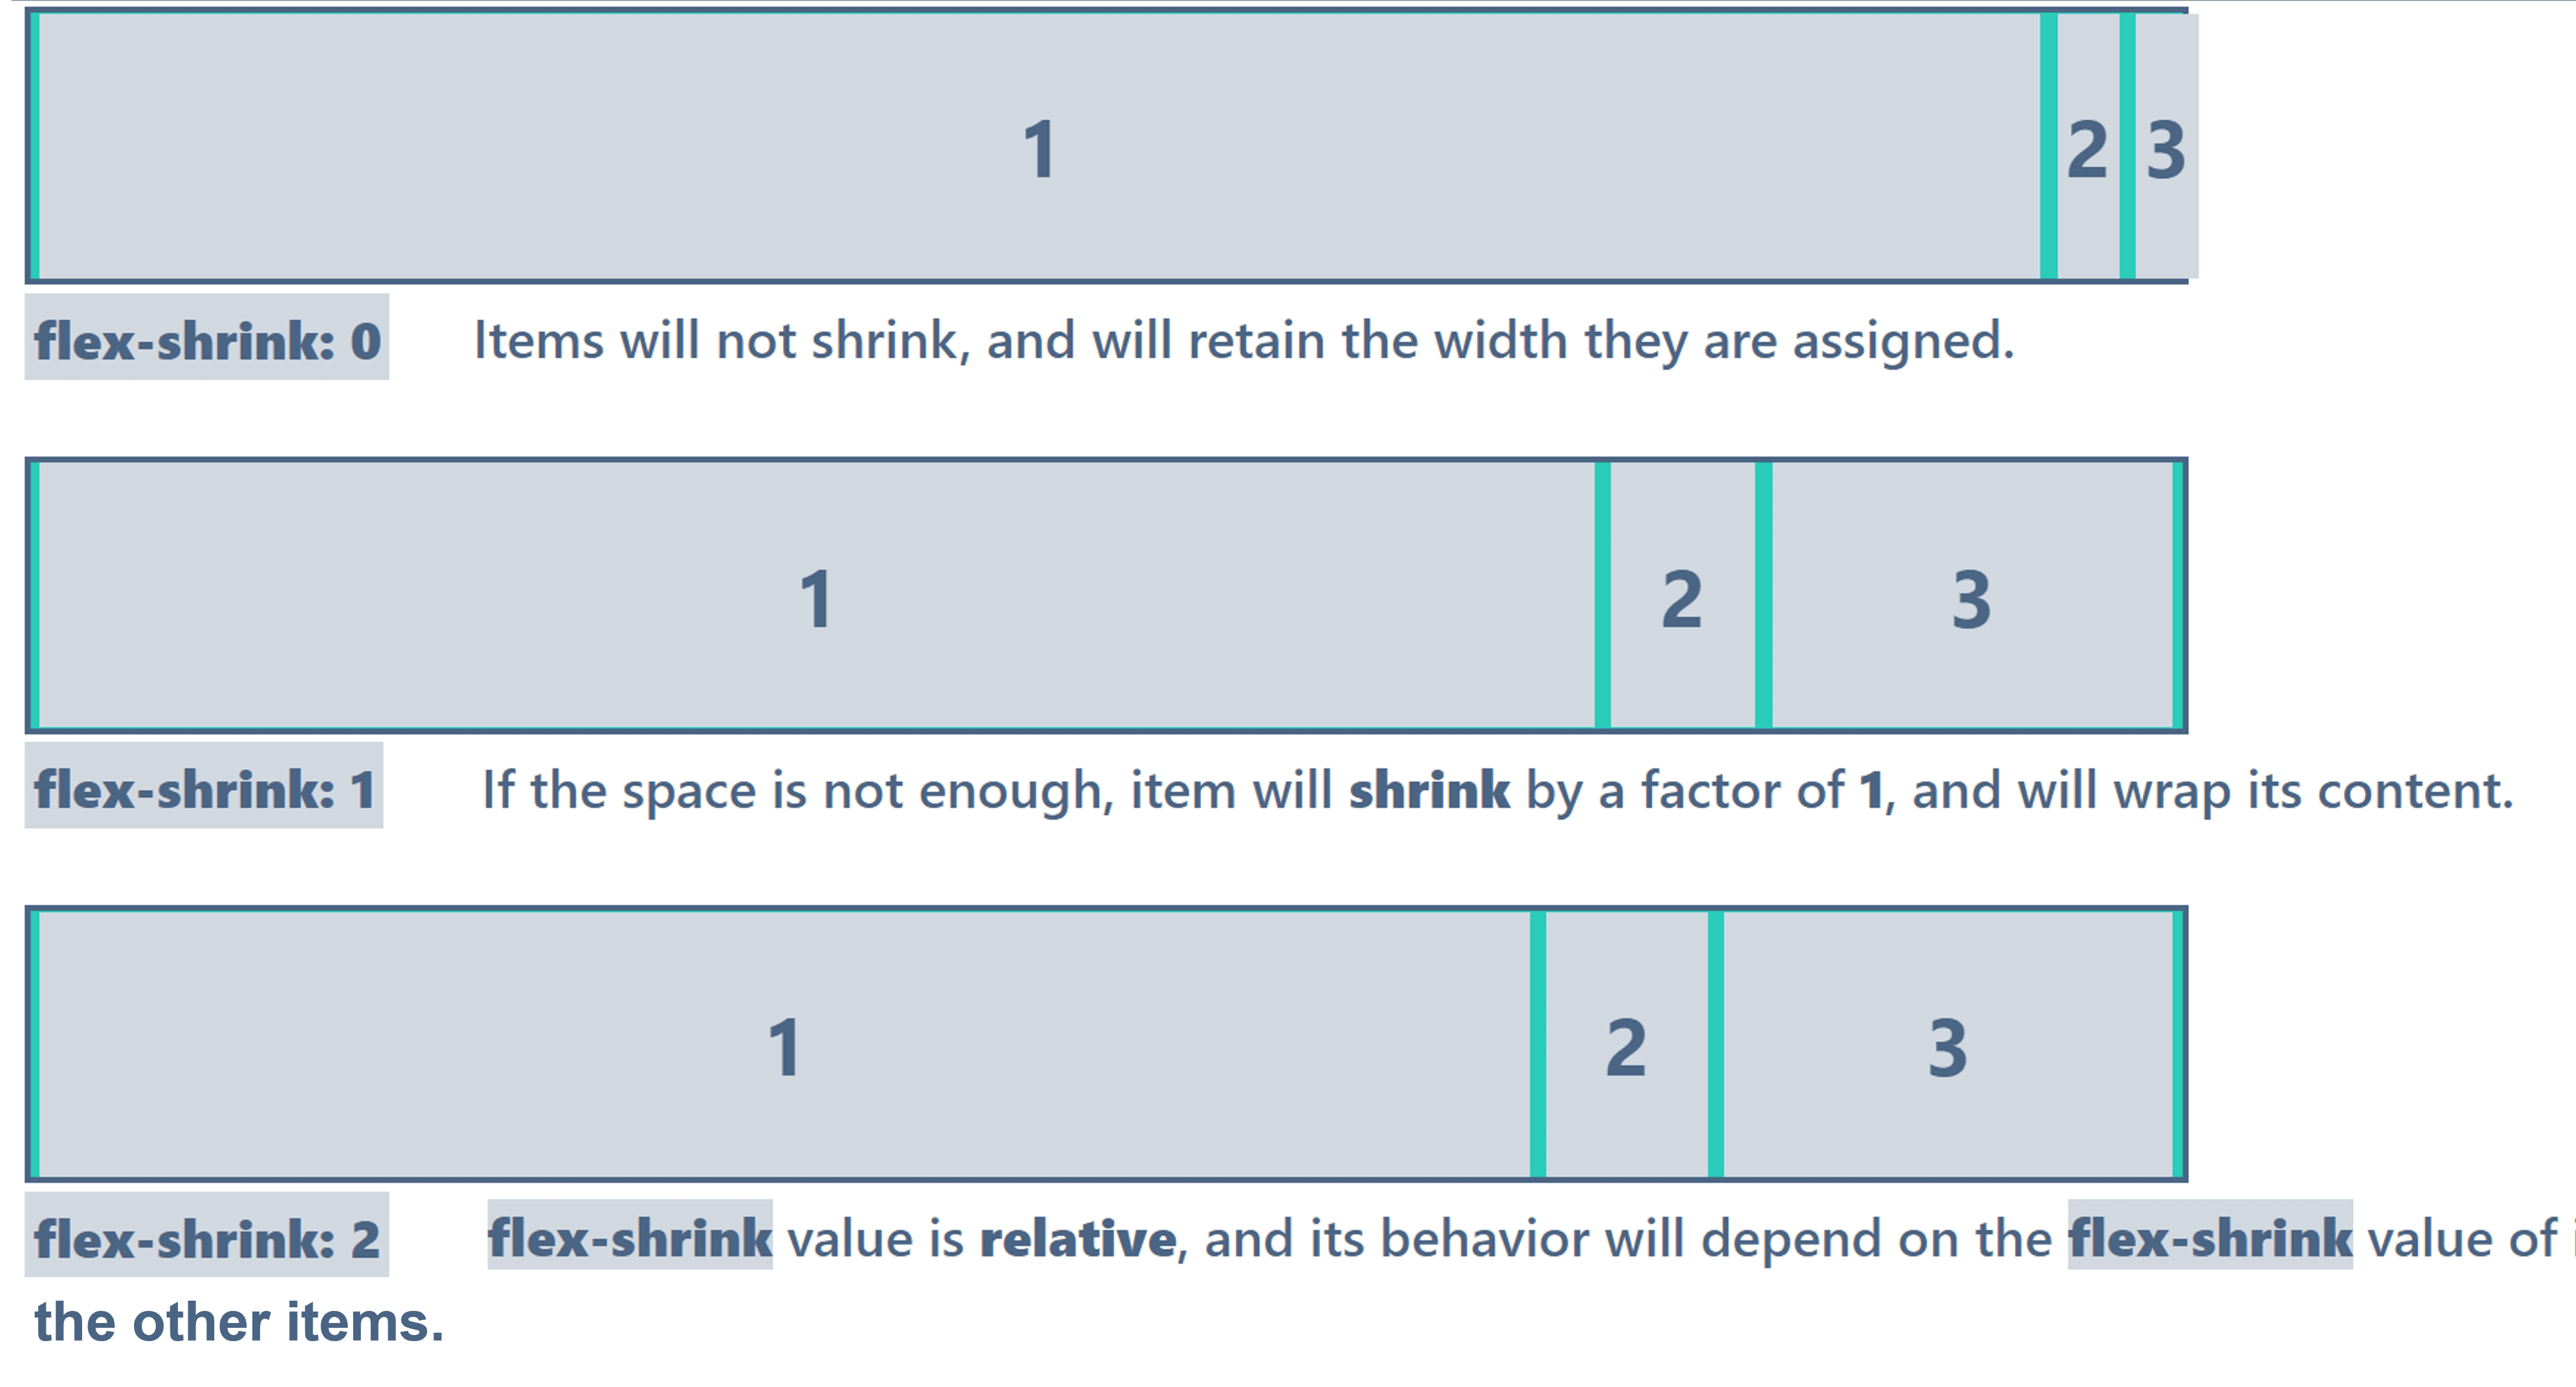 1 2 3
flex-shrink: 0 Items will not shrink, and will retain the width they are assigned.
1 2 3
flex-shrink: 1 If the space is not enough, item will shrink by a factor of 1, and will wrap its content.
1 2 3
flex-shrink: 2 flex-shrink value is relative, and its behavior will depend on the flex-shrink value of
the other items.